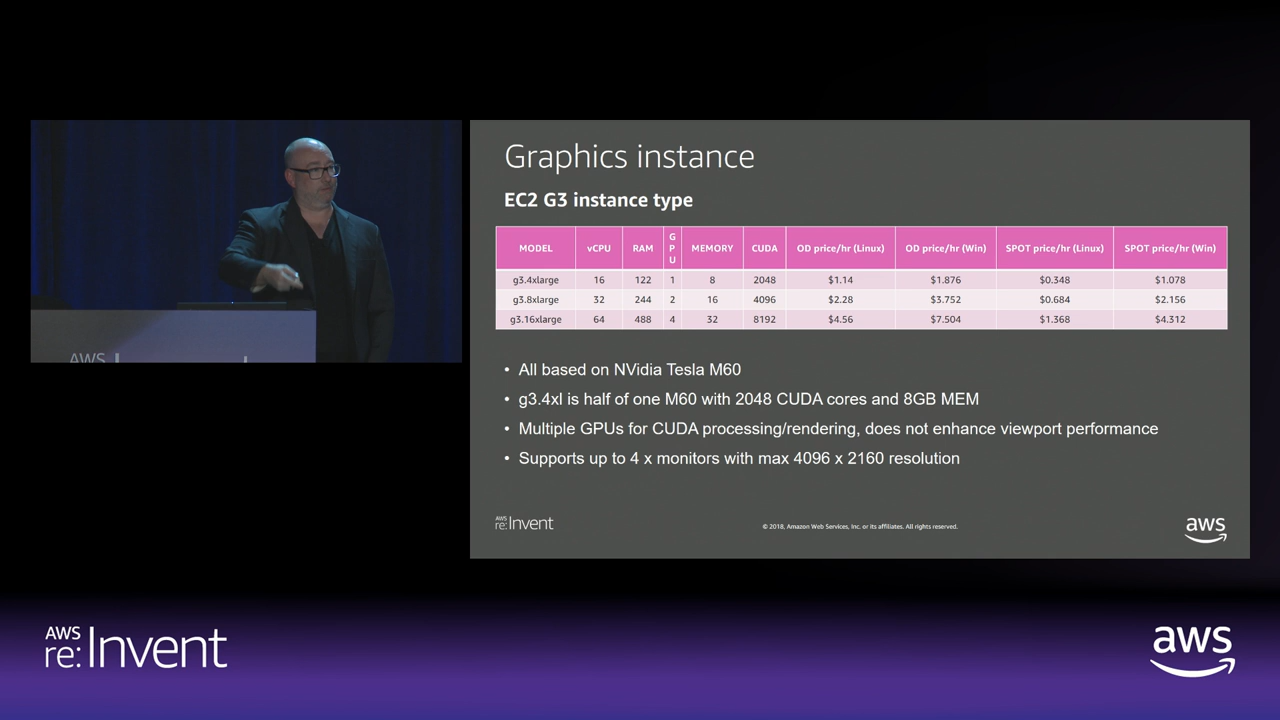 Graphics instance
EC2 G3 instance type
MODEL vCPU RAM GPU MEMORY CUDA OD price/hr (Linux) OD price/hr (Win) SPOT price/hr (Linux) SPOT price/hr (Win)
g3.4xlarge 16 122 1 8 2048 $1.14 $1.876 $0.348 $1.078
g3.8xlarge 32 244 2 16 4096 $2.28 $3.752 $0.684 $2.156
g3.16xlarge 64 488 4 32 8192 $4.56 $7.504 $1.368 $4.312
• All based on NVidia Tesla M60
• g3.4xl is half of one M60 with 2048 CUDA cores and 8GB MEM
• Multiple GPUs for CUDA processing/rendering, does not enhance viewport performance
• Supports up to 4 x monitors with max 4096 x 2160 resolution
AWS
re:Invent
© 2018, Amazon Web Services, Inc. or its affiliates. All rights reserved.
aws
AWS
AWS
re:Invent
aws